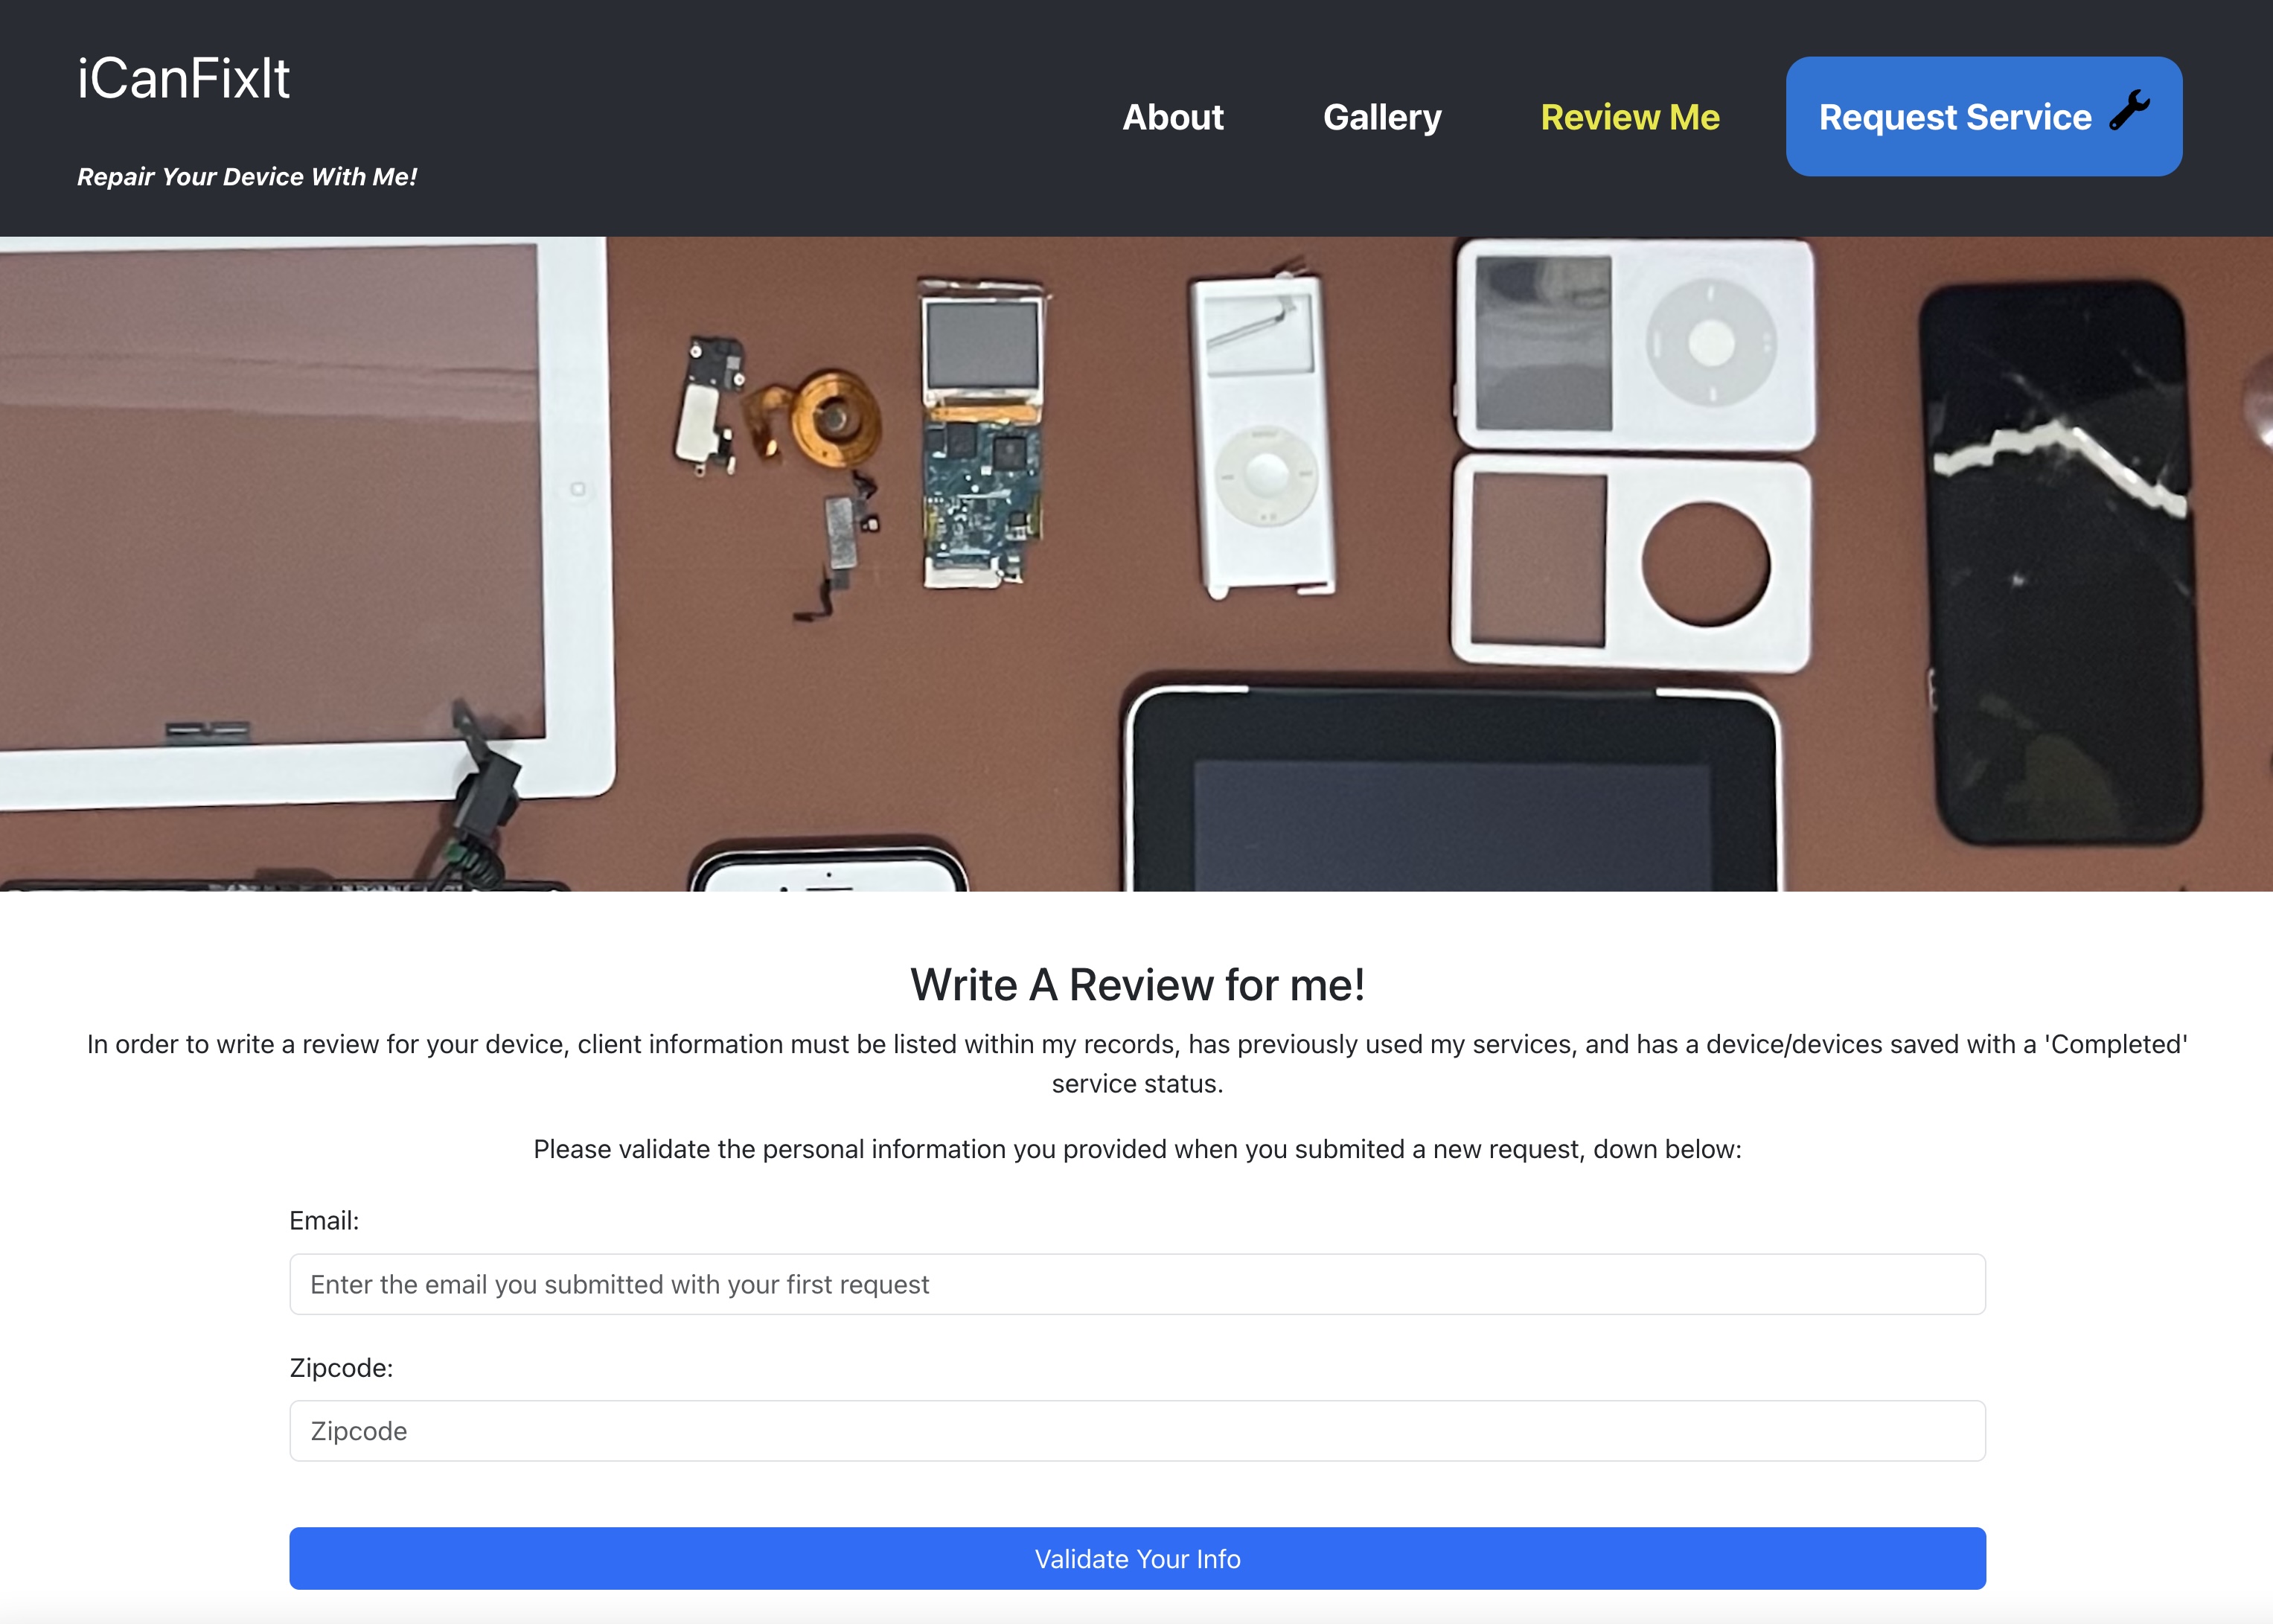 iCanFixIt
Repair Your Device With Me!
About
Gallery
Review Me
Request Service
Write A Review for me!
In order to write a review for your device, client information must be listed within my records, has previously used my services, and has a device/devices saved with a 'Completed'
service status.
Please validate the personal information you provided when you submited a new request, down below:
Email:
Enter the email you submitted with your first request
Zipcode:
Zipcode
Validate Your Info